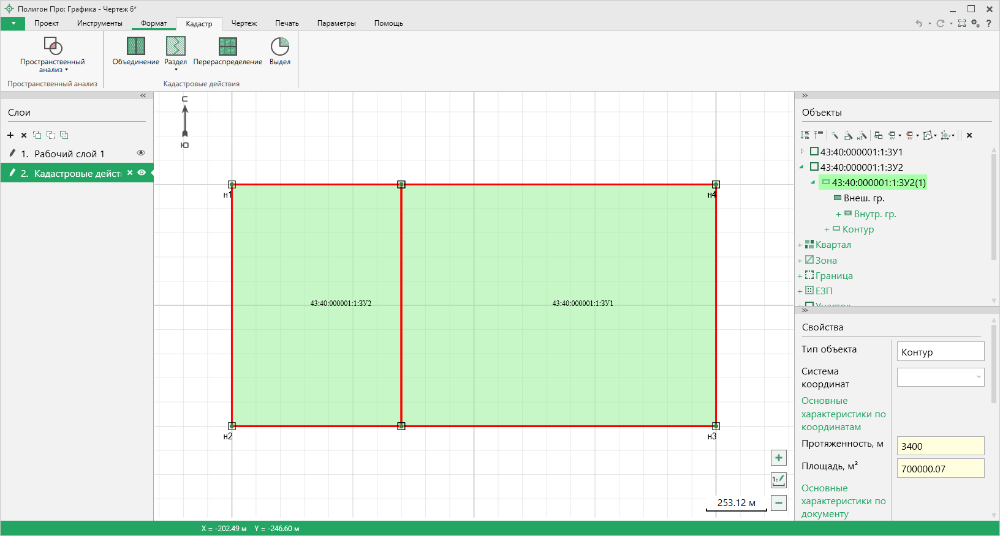 Полигон Про: Графика - Чертеж 6*
Проект Инструменты Формат Кадастр Чертеж Печать Параметры Помощь
Пространственный
анализ
Объединение Раздел Перераспределение Выдел
Пространственный анализ Кадастровые действия
Слои
1. Рабочий слой 1
2. Кадастровые дейст
П
Ю
н1
н4
43:40:000001:1:ЗУ2
43:40:000001:1:ЗУ1
н2
н3
253.12 м
Объекты
43:40:000001:1:ЗУ1
43:40:000001:1:ЗУ2
43:40:000001:1:ЗУ2(1)
Внеш. гр.
+ Внутр. гр.
+ Контур
+ Квартал
+ Зона
+ Граница
+ ЕЗП
+ Участок
Свойства
Тип объекта
Контур
Система
координат
Основные
характеристики по
координатам
Протяженность, м
3400
Площадь, м²
700000.07
Основные
характеристики по
документу
X = -202.49 м Y = -246.60 м